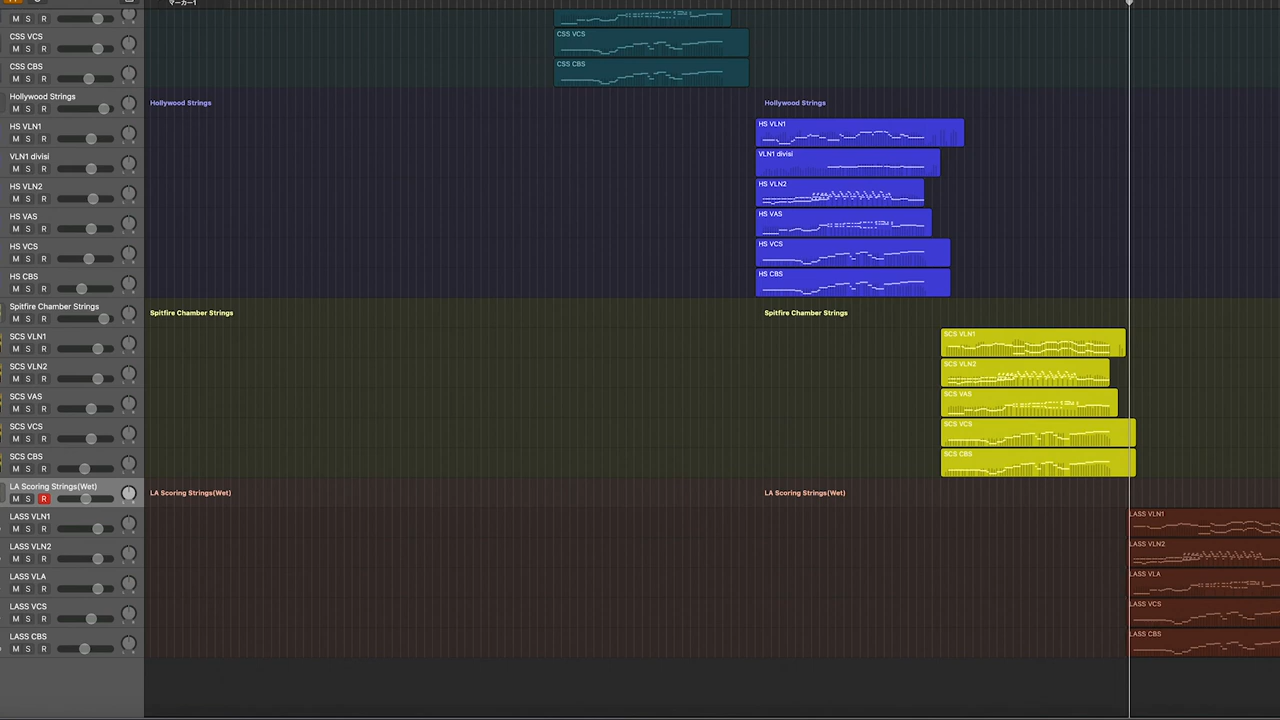 マーカー1
M S R
CSS VCS
M S R
CSS VCS
CSS CBS
M S R
CSS CBS
Hollywood Strings
M S R
Hollywood Strings
Hollywood Strings
HS VLN1
M S R
HS VLN1
VLN1 divisi
M S R
VLN1 divisi
HS VLN2
M S R
HS VLN2
HS VAS
M S R
HS VAS
HS VCS
M S R
HS VCS
HS CBS
M S R
HS CBS
Spitfire Chamber Strings
M S R
Spitfire Chamber Strings
Spitfire Chamber Strings
SCS VLN1
M S R
SCS VLN1
SCS VLN2
M S R
SCS VLN2
SCS VAS
M S R
SCS VAS
SCS VCS
M S R
SCS VCS
SCS CBS
M S R
SCS CBS
LA Scoring Strings(Wet)
M S R
LA Scoring Strings(Wet)
LA Scoring Strings(Wet)
LASS VLN1
M S R
LASS VLN1
LASS VLN2
M S R
LASS VLN2
LASS VLA
M S R
LASS VLA
LASS VCS
M S R
LASS VCS
LASS CBS
M S R
LASS CBS